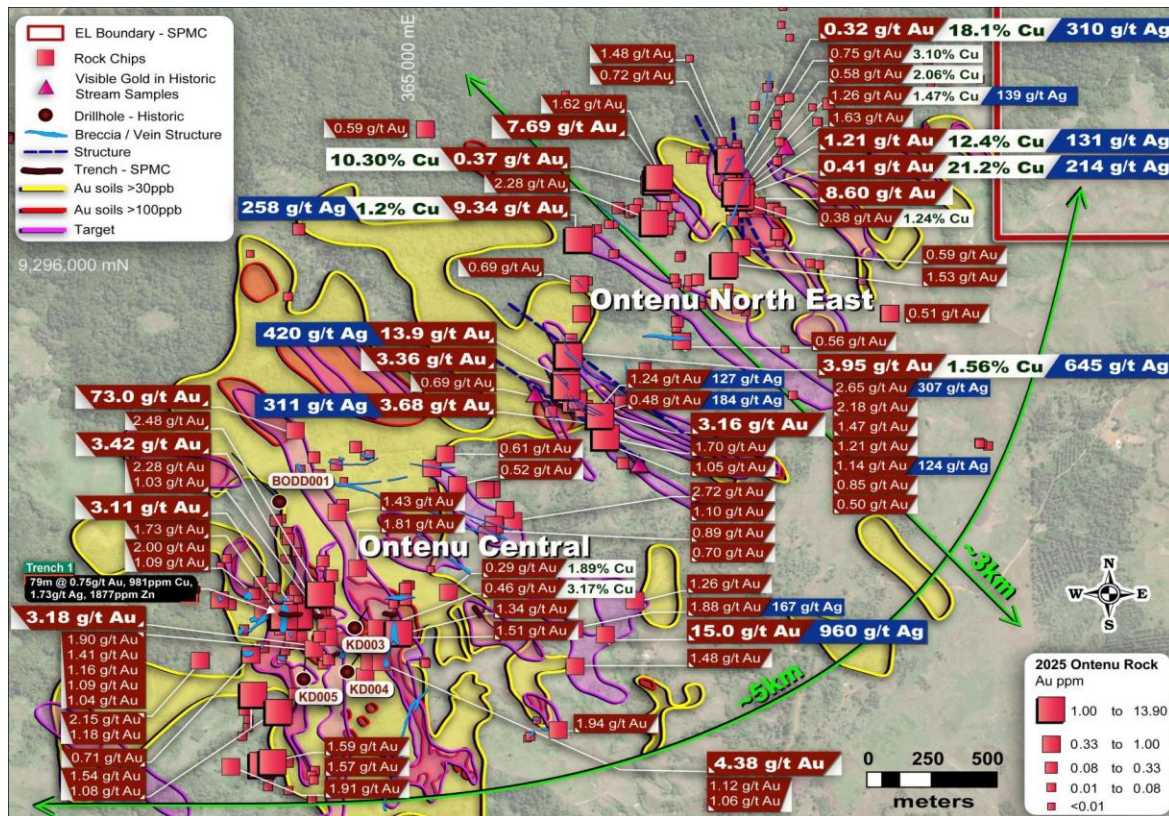 EL Boundary - SPMC
Rock Chips
Visible Gold in Historic
Stream Samples
Drillhole - Historic
Breccia / Vein Structure
Structure
Trench - SPMC
Au soils >30ppb
Au soils >100ppb
Target
365,000 mE
9,296,000 mN
0.32 g/t Au 18.1% Cu 310 g/t Ag
1.48 g/t Au
0.75 g/t Au 3.10% Cu
0.72 g/t Au
0.58 g/t Au 2.06% Cu
1.26 g/t Au 1.47% Cu 139 g/t Ag
1.62 g/t Au
1.63 g/t Au
7.69 g/t Au
0.59 g/t Au
1.21 g/t Au 12.4% Cu 131 g/t Ag
10.30% Cu 0.37 g/t Au
0.41 g/t Au 21.2% Cu 214 g/t Ag
2.28 g/t Au
8.60 g/t Au
258 g/t Ag 1.2% Cu 9.34 g/t Au
0.38 g/t Au 1.24% Cu
0.59 g/t Au
0.69 g/t Au
1.53 g/t Au
Ontenu North East
0.51 g/t Au
0.56 g/t Au
420 g/t Ag 13.9 g/t Au
3.36 g/t Au
3.95 g/t Au 1.56% Cu 645 g/t Ag
0.69 g/t Au
1.24 g/t Au 127 g/t Ag
2.65 g/t Au 307 g/t Ag
73.0 g/t Au
311 g/t Ag 3.68 g/t Au
0.48 g/t Au 184 g/t Ag
2.18 g/t Au
2.48 g/t Au
3.16 g/t Au
1.47 g/t Au
3.42 g/t Au
0.61 g/t Au
1.70 g/t Au
1.21 g/t Au
2.28 g/t Au
0.52 g/t Au
1.05 g/t Au
1.14 g/t Au 124 g/t Ag
1.03 g/t Au
BODD001
0.85 g/t Au
1.43 g/t Au
2.72 g/t Au
0.50 g/t Au
3.11 g/t Au
1.81 g/t Au
1.10 g/t Au
1.73 g/t Au
0.89 g/t Au
2.00 g/t Au
Ontenu Central
0.70 g/t Au
1.09 g/t Au
~3km
Trench 1
79m @ 0.75g/t Au, 981ppm Cu,
1.73g/t Ag, 1877ppm Zn
0.29 g/t Au 1.89% Cu
0.46 g/t Au 3.17% Cu
1.26 g/t Au
1.34 g/t Au
1.88 g/t Au 167 g/t Ag
3.18 g/t Au
1.51 g/t Au
15.0 g/t Au 960 g/t Ag
KD003
1.90 g/t Au
1.41 g/t Au
1.16 g/t Au
1.09 g/t Au
1.04 g/t Au
1.48 g/t Au
KD004
KD005
~5km
2.15 g/t Au
1.18 g/t Au
1.94 g/t Au
0.71 g/t Au
1.59 g/t Au
1.54 g/t Au
1.57 g/t Au
1.08 g/t Au
1.91 g/t Au
4.38 g/t Au
1.12 g/t Au
1.06 g/t Au
N
W E
S
0 250 500
meters
2025 Ontenu Rock
Au ppm
1.00 to 13.90
0.33 to 1.00
0.08 to 0.33
0.01 to 0.08
<0.01